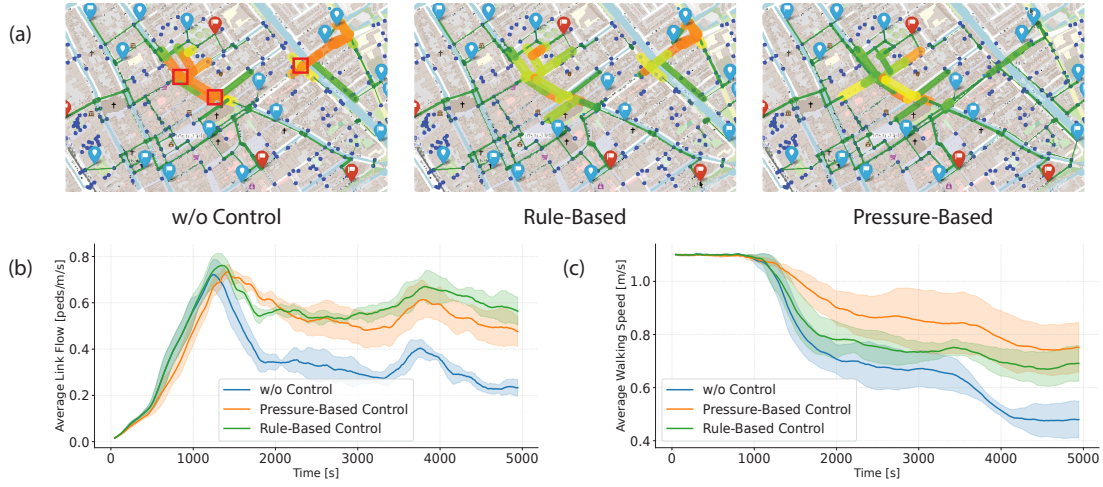 (a)
w/o Control
Rule-Based
Pressure-Based
(b)
Average Link Flow [peds/m/s]
0.8
0.6
0.4
0.2
0.0
w/o Control
Pressure-Based Control
Rule-Based Control
0
1000
2000
3000
4000
5000
Time [s]
(c)
Average Walking Speed [m/s]
1.0
0.8
0.6
0.4
w/o Control
Pressure-Based Control
Rule-Based Control
0
1000
2000
3000
4000
5000
Time [s]